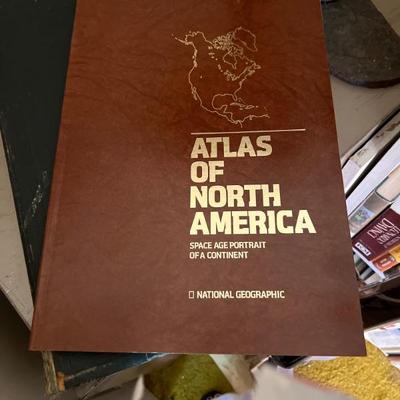 ATLAS
OF
NORTH
AMERICA
SPACE AGE PORTRAIT
OF A CONTINENT
NATIONAL GEOGRAPHIC